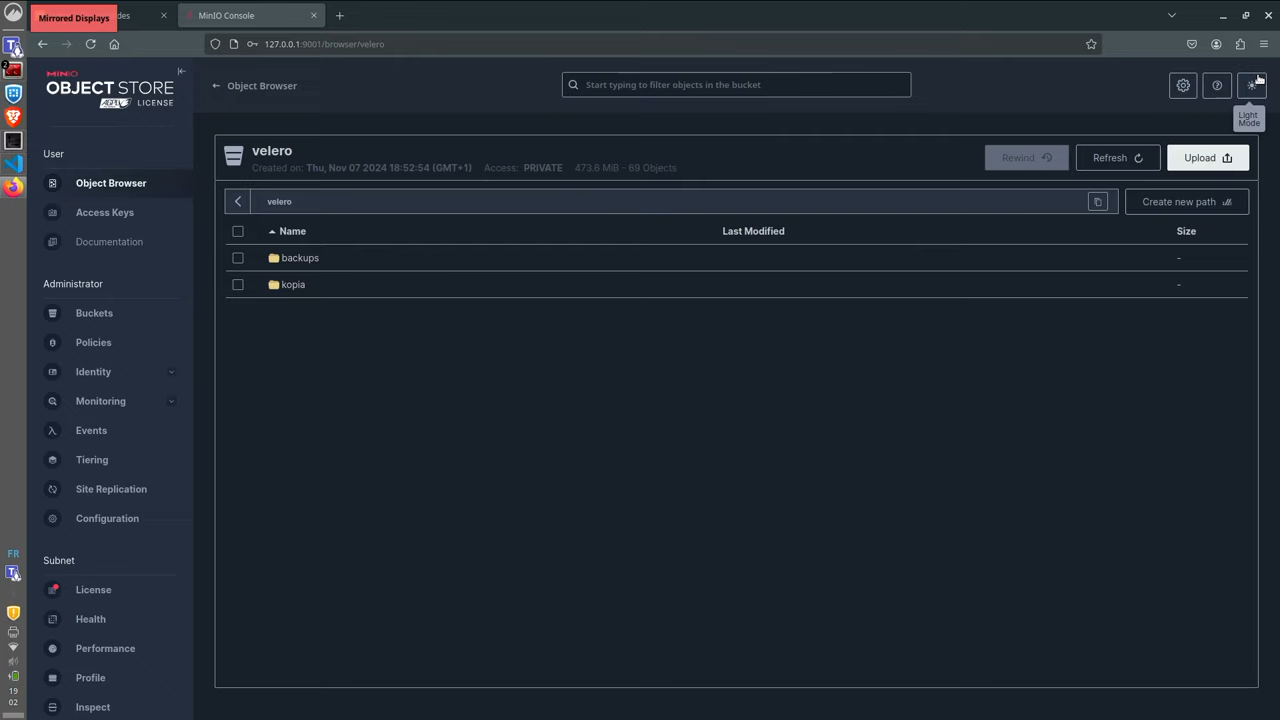 Mirrored Displays
des
MinIO Console
127.0.0.1:9001/browser/velero
MINIO
OBJECT STORE
AGPLV3 LICENSE
Object Browser
Start typing to filter objects in the bucket
Light
Mode
User
Object Browser
Access Keys
Documentation
Administrator
Buckets
Policies
Identity
Monitoring
Events
Tiering
Site Replication
Configuration
Subnet
License
Health
Performance
Profile
Inspect
velero
Created on: Thu, Nov 07 2024 18:52:54 (GMT+1) Access: PRIVATE 473.6 MiB - 69 Objects
Rewind
Refresh
Upload
velero
Create new path
Name
Last Modified
Size
backups
-
kopia
-
2
FR
19
02